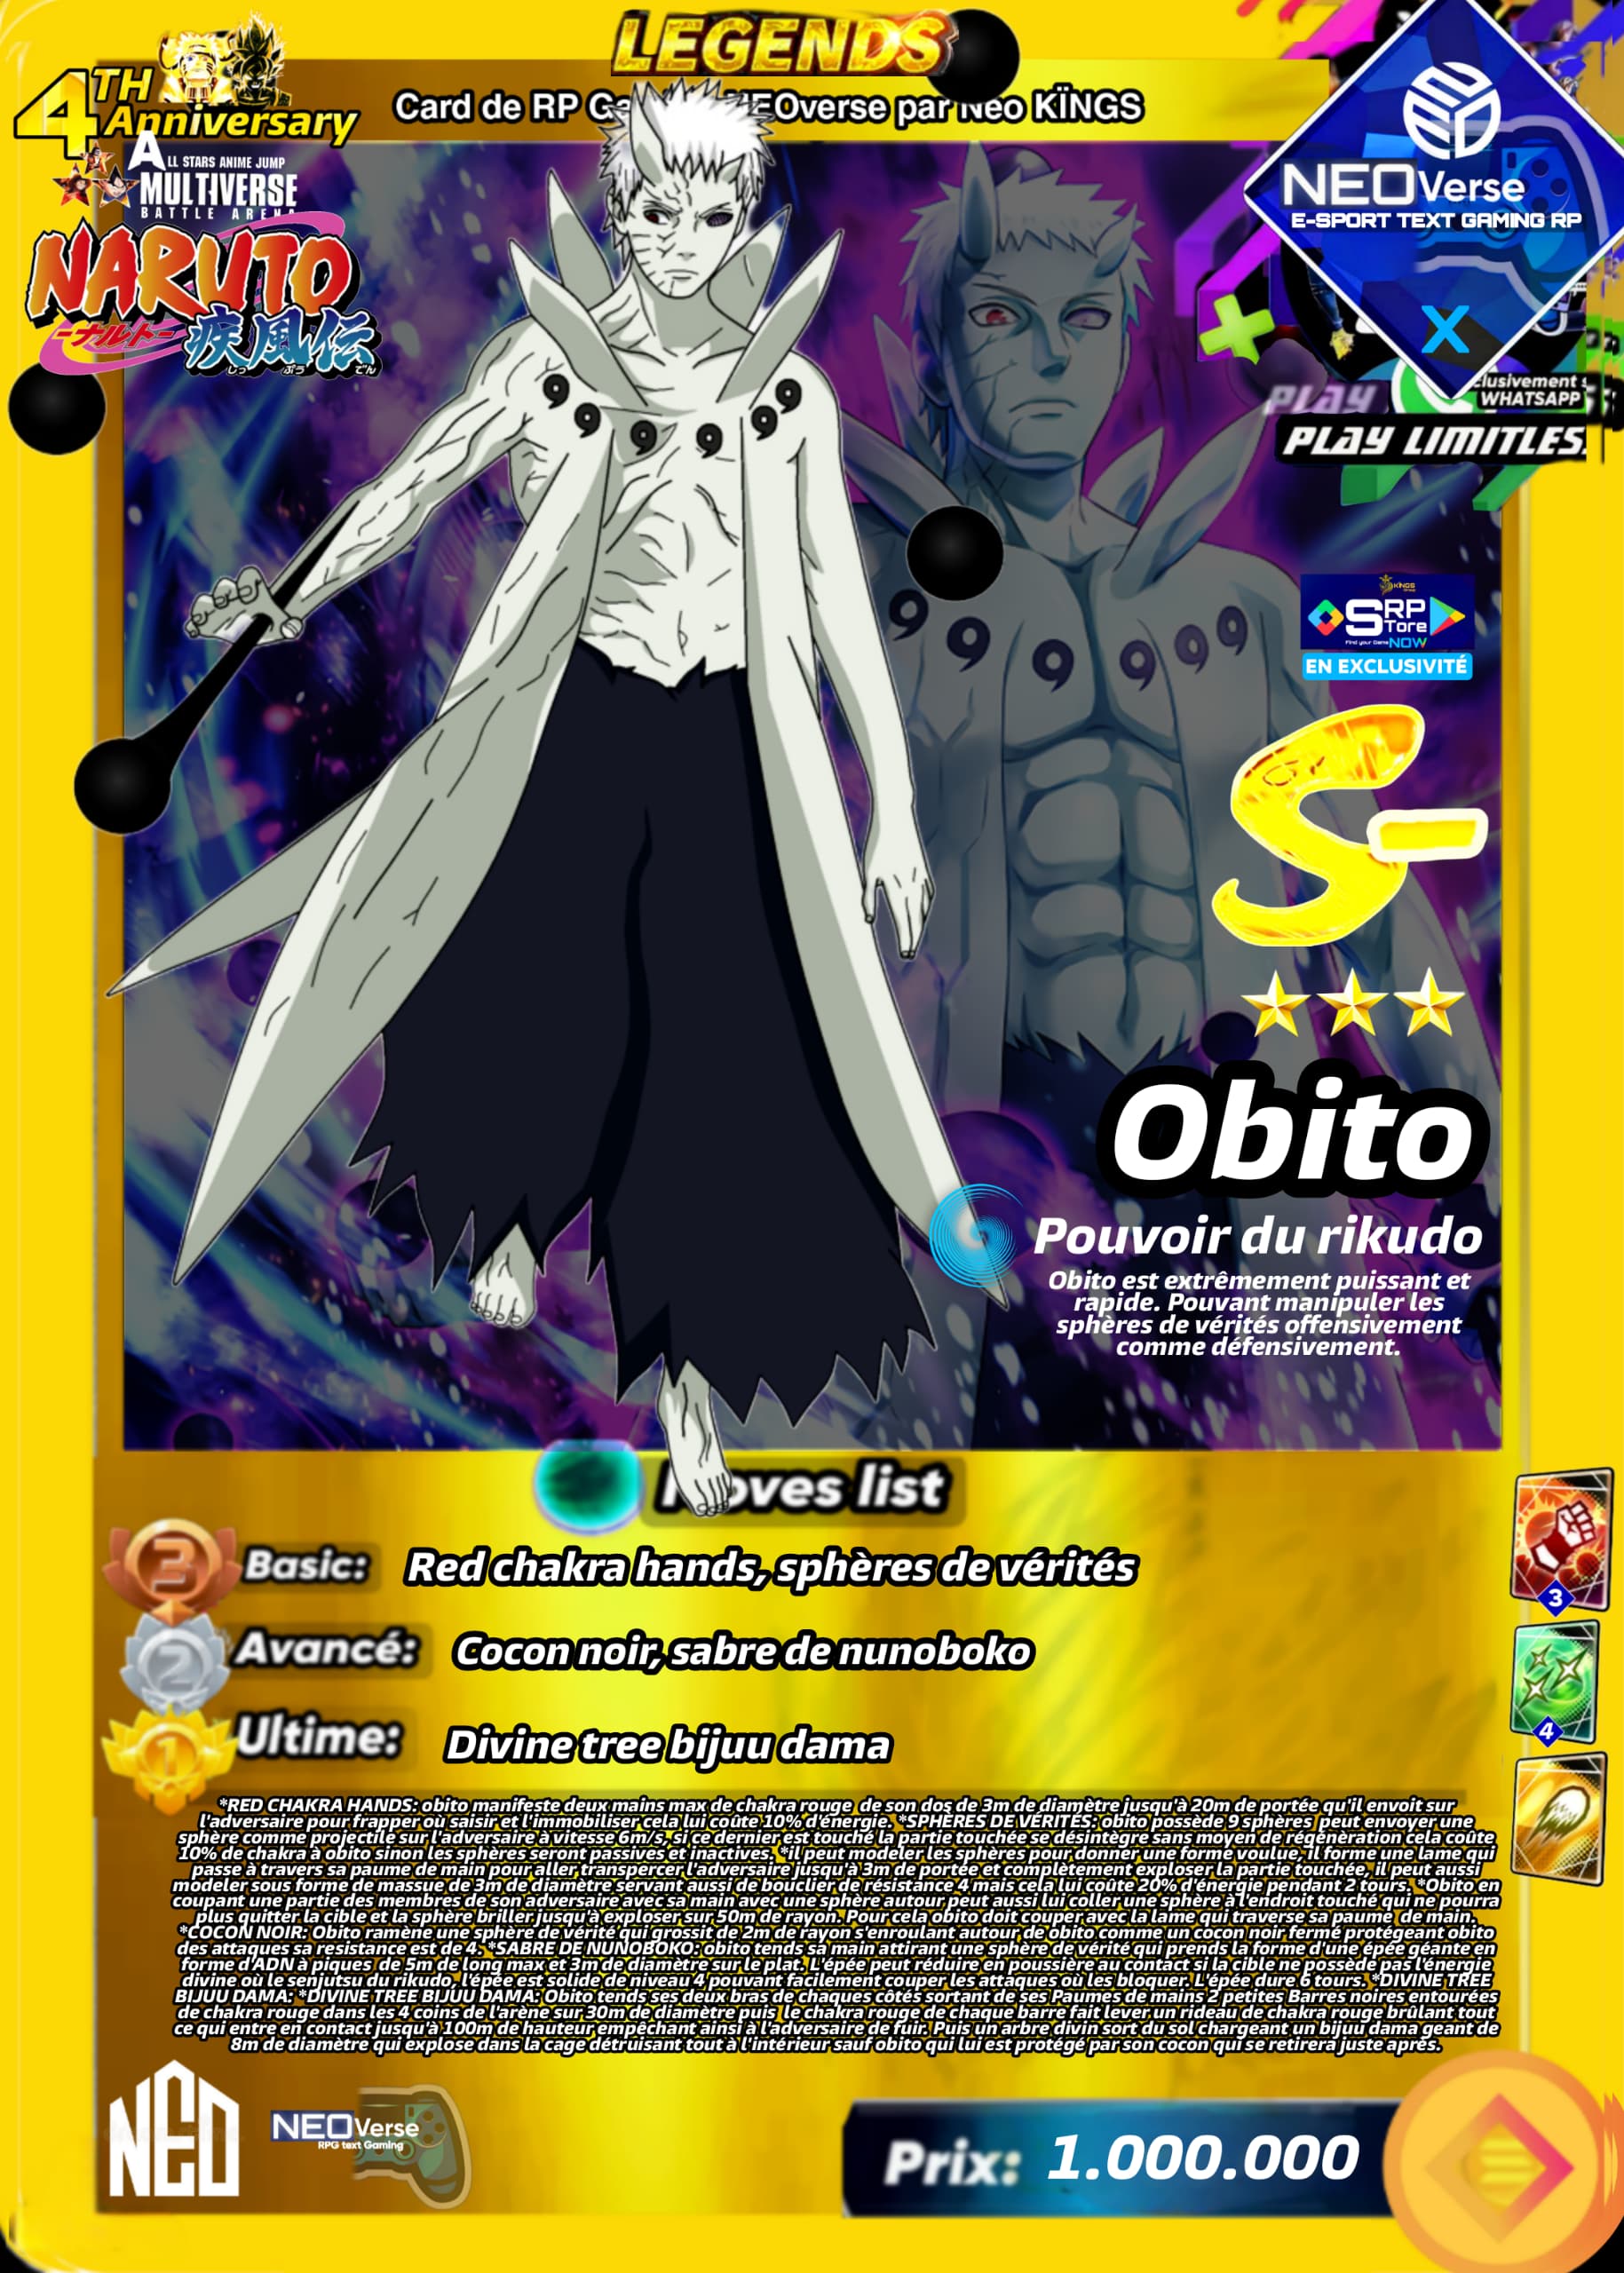 LEGENDS
4TH
Anniversary
Card de RP Ga EOverse par Neo KÏNGS
ALL STARS ANIME JUMP
MULTIVERSE
BATTLE ARENA
NARUTO
-ナルト-
疾風伝
しっ ぷう でん
NEOVerse
E-SPORT TEXT GAMING RP
X
clusivement
WHATSAPP
PLAY
PLAY LIMITLES
KINGS
SRP
Tore
Find your Game NOW
EN EXCLUSIVITÉ
S-
Obito
Pouvoir du rikudo
Obito est extrêmement puissant et
rapide. Pouvant manipuler les
sphères de vérités offensivement
comme défensivement.
oves list
3 Basic: Red chakra hands, sphères de vérités
2 Avancé: Cocon noir, sabre de nunoboko
1 Ultime: Divine tree bijuu dama
3
4
*RED CHAKRA HANDS: obito manifeste deux mains max de chakra rouge de son dos de 3m de diamètre jusqu'à 20m de portée qu'il envoit sur
l'adversaire pour frapper où saisir et l'immobiliser cela lui coûte 10% d'énergie. *SPHÈRES DE VÉRITÉS: obito possède 9 sphères peut envoyer une
sphère comme projectile sur l'adversaire à vitesse 6m/s, si ce dernier est touché la partie touchée se désintègre sans moyen de régénération cela coûte
10% de chakra à obito sinon les sphères seront passives et inactives. *il peut modeler les sphères pour donner une forme voulue, il forme une lame qui
passe à travers sa paume de main pour aller transpercer l'adversaire jusqu'à 3m de portée et complètement exploser la partie touchée, il peut aussi
modeler sous forme de massue de 3m de diamètre servant aussi de bouclier de résistance 4 mais cela lui coûte 20% d'énergie pendant 2 tours. *Obito en
coupant une partie des membres de son adversaire avec sa main avec une sphère autour peut aussi lui coller une sphère à l'endroit touché qui ne pourra
plus quitter la cible et la sphère briller jusqu'à exploser sur 50m de rayon. Pour cela obito doit couper avec la lame qui traverse sa paume de main.
*COCON NOIR: Obito ramène une sphère de vérité qui grossit de 2m de rayon s'enroulant autour de obito comme un cocon noir fermé protégeant obito
des attaques sa resistance est de 4. *SABRE DE NUNOBOKO: obito tends sa main attirant une sphère de vérité qui prends la forme d'une épée géante en
forme d'ADN à piques de 5m de long max et 3m de diamètre sur le plat. L'épée peut réduire en poussière au contact si la cible ne possède pas l'énergie
divine où le senjutsu du rikudo, l'épée est solide de niveau 4 pouvant facilement couper les attaques où les bloquer. L'épée dure 6 tours. *DIVINE TREE
BIJUU DAMA: *DIVINE TREE BIJUU DAMA: Obito tends ses deux bras de chaques côtés sortant de ses Paumes de mains 2 petites Barres noires entourées
de chakra rouge dans les 4 coins de l'arène sur 30m de diamètre puis le chakra rouge de chaque barre fait lever un rideau de chakra rouge brûlant tout
ce qui entre en contact jusqu'à 100m de hauteur empêchant ainsi à l'adversaire de fuir. Puis un arbre divin sort du sol chargeant un bijuu dama geant de
8m de diametre qui explose dans la cage détruisant tout à l'intérieur sauf obito qui lui est protégé par son cocon qui se retirera juste après.
NEO
NEOVerse
RPG text Gaming
Prix: 1.000.000